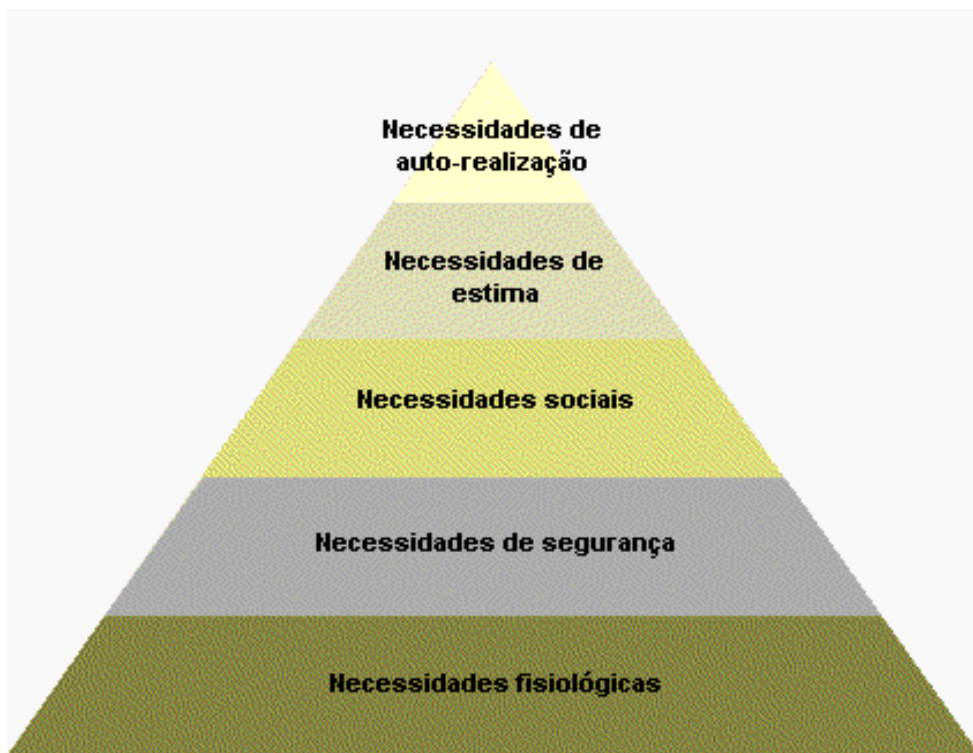 Necessidades de
auto-realização
Necessidades de
estima
Necessidades sociais
Necessidades de segurança
Necessidades fisiológicas